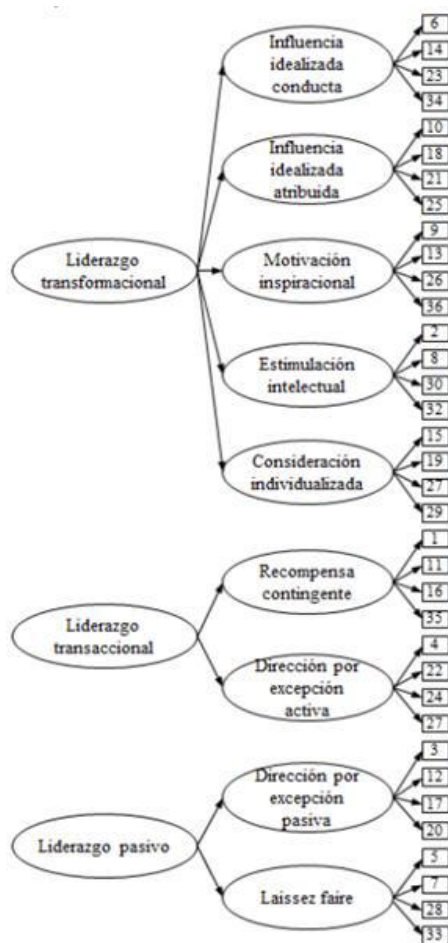 Influencia
idealizada
conducta
6
14
23
34
Influencia
idealizada
atribuida
10
18
21
25
Liderazgo
transformacional
Motivación
inspiracional
9
13
26
36
Estimulación
intelectual
2
8
30
32
Consideración
individualizada
15
19
27
29
Liderazgo
transaccional
Recompensa
contingente
1
11
16
35
Dirección por
excepción
activa
4
22
24
27
Liderazgo pasivo
Dirección por
excepción
pasiva
3
12
17
20
Laissez faire
5
7
28
33